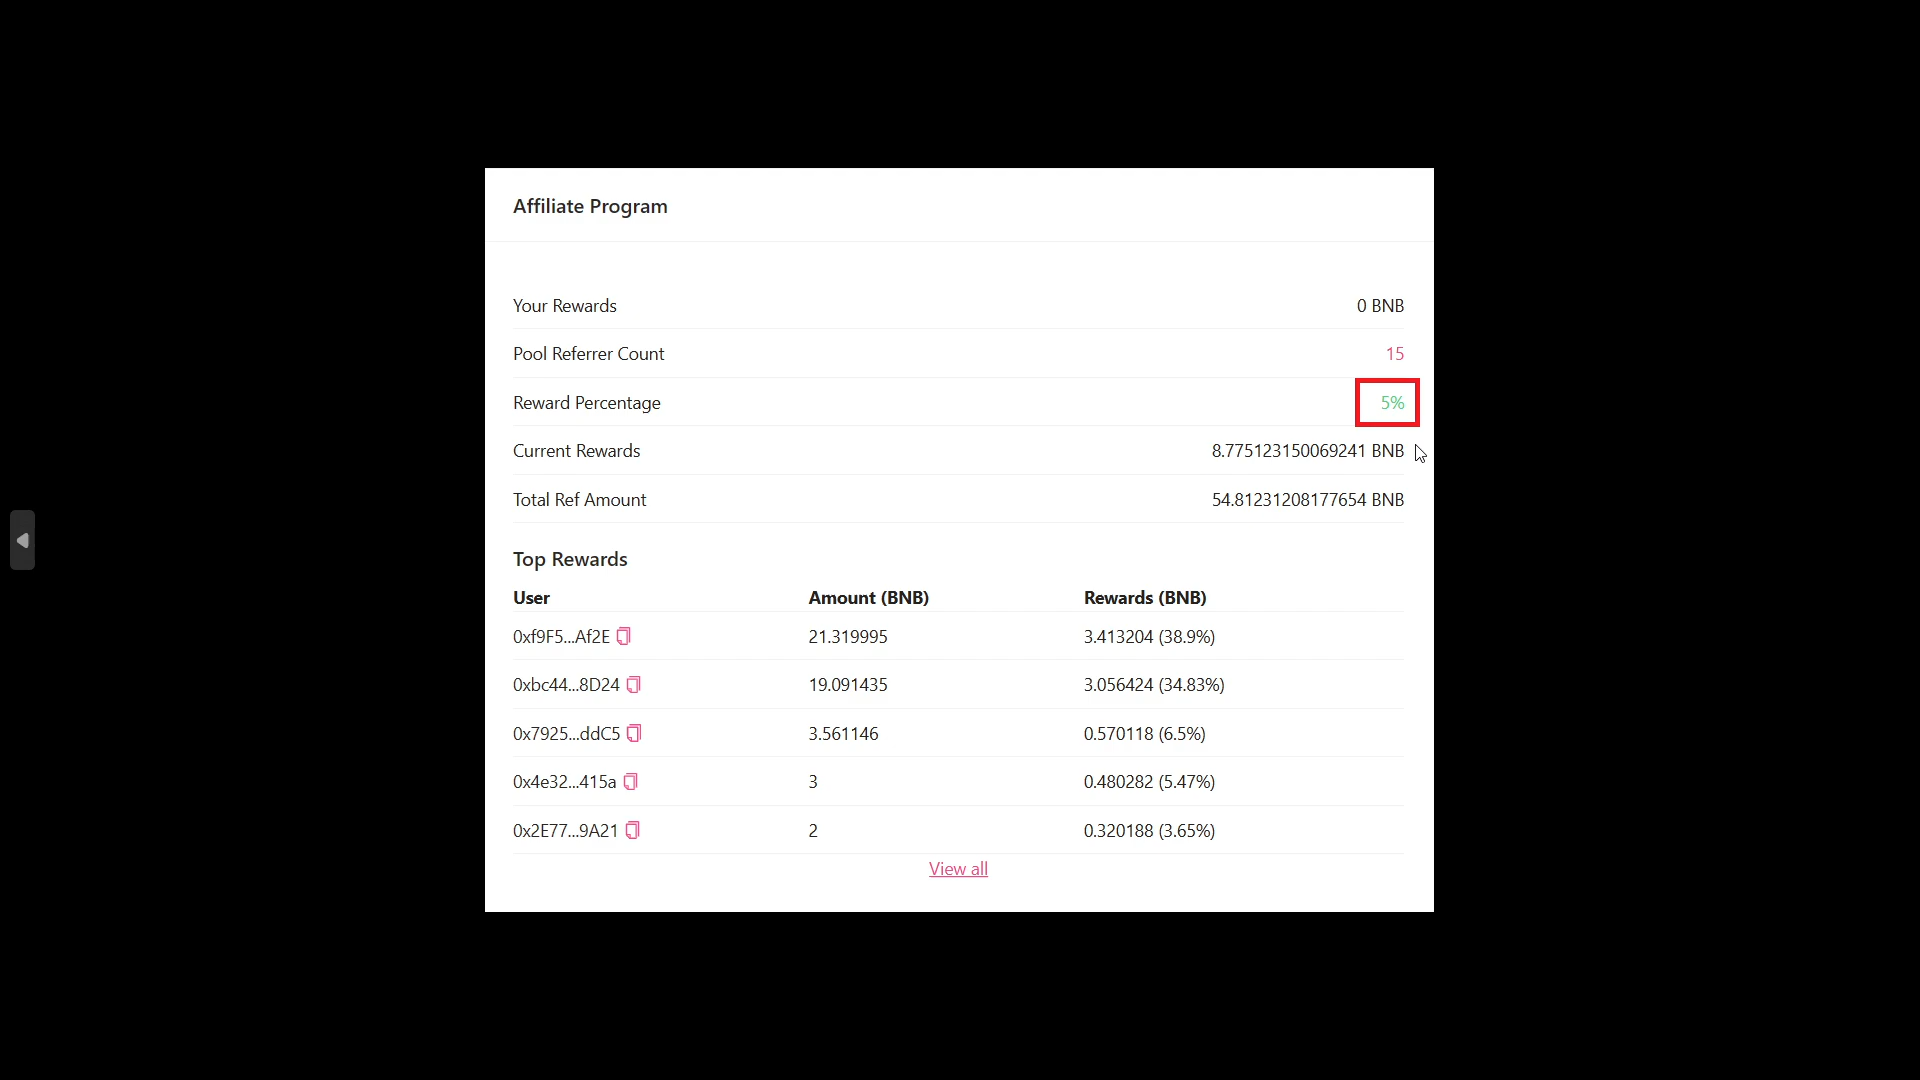 Affiliate Program
Your Rewards 0 BNB
Pool Referrer Count 15
Reward Percentage 5%
Current Rewards 8.775123150069241 BNB
Total Ref Amount 54.81231208177654 BNB
Top Rewards
User Amount (BNB) Rewards (BNB)
0xf9F5...Af2E 21.319995 3.413204 (38.9%)
0xbc44...8D24 19.091435 3.056424 (34.83%)
0x7925...ddC5 3.561146 0.570118 (6.5%)
0x4e32...415a 3 0.480282 (5.47%)
0x2E77...9A21 2 0.320188 (3.65%)
View all